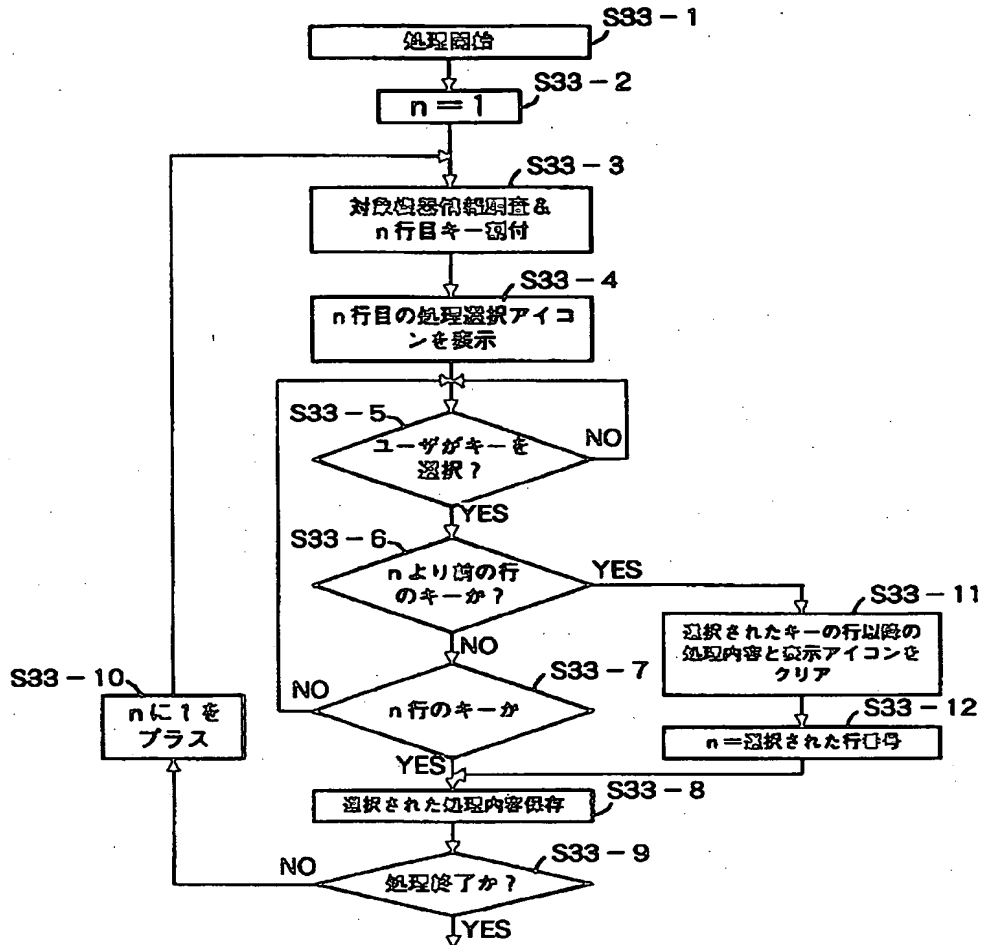 S33-1
処理開始
S33-2
n=1
S33-3
対象機器情報調査&
n行目キー割付
S33-4
n行目の処理選択アイコ
ンを表示
S33-5
ユーザがキーを
選択?
NO
YES
S33-6
nより前の行
のキーか?
YES
NO
S33-11
選択されたキーの行以降の
処理内容と表示アイコンを
クリア
S33-7
n行のキーか
NO
YES
S33-12
n=選択された行
S33-10
nに1を
プラス
S33-8
選択された処理内容保存
S33-9
処理終了か?
NO
YES